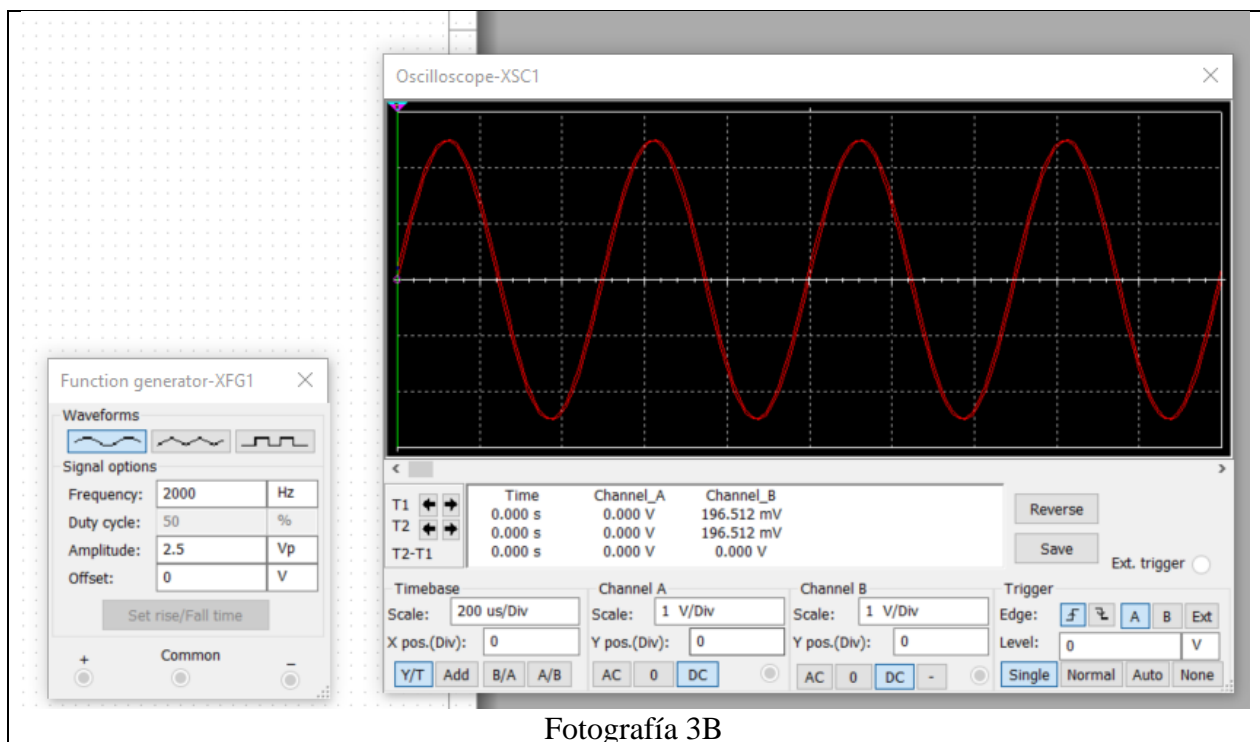 Oscilloscope-XSC1
Function generator-XFG1
Waveforms
Signal options
Frequency: 2000 Hz
Duty cycle: 50 %
Amplitude: 2.5 Vp
Offset: 0 V
Set rise/Fall time
+ Common -
Time Channel_A Channel_B
T1 0.000 s 0.000 V 196.512 mV
T2 0.000 s 0.000 V 196.512 mV
T2-T1 0.000 s 0.000 V 0.000 V
Reverse
Save
Ext. trigger
Timebase
Scale: 200 us/Div
X pos.(Div): 0
Y/T Add B/A A/B
Channel A
Scale: 1 V/Div
Y pos.(Div): 0
AC 0 DC
Channel B
Scale: 1 V/Div
Y pos.(Div): 0
AC 0 DC -
Trigger
Edge: A B Ext
Level: 0 V
Single Normal Auto None
Fotografía 3B